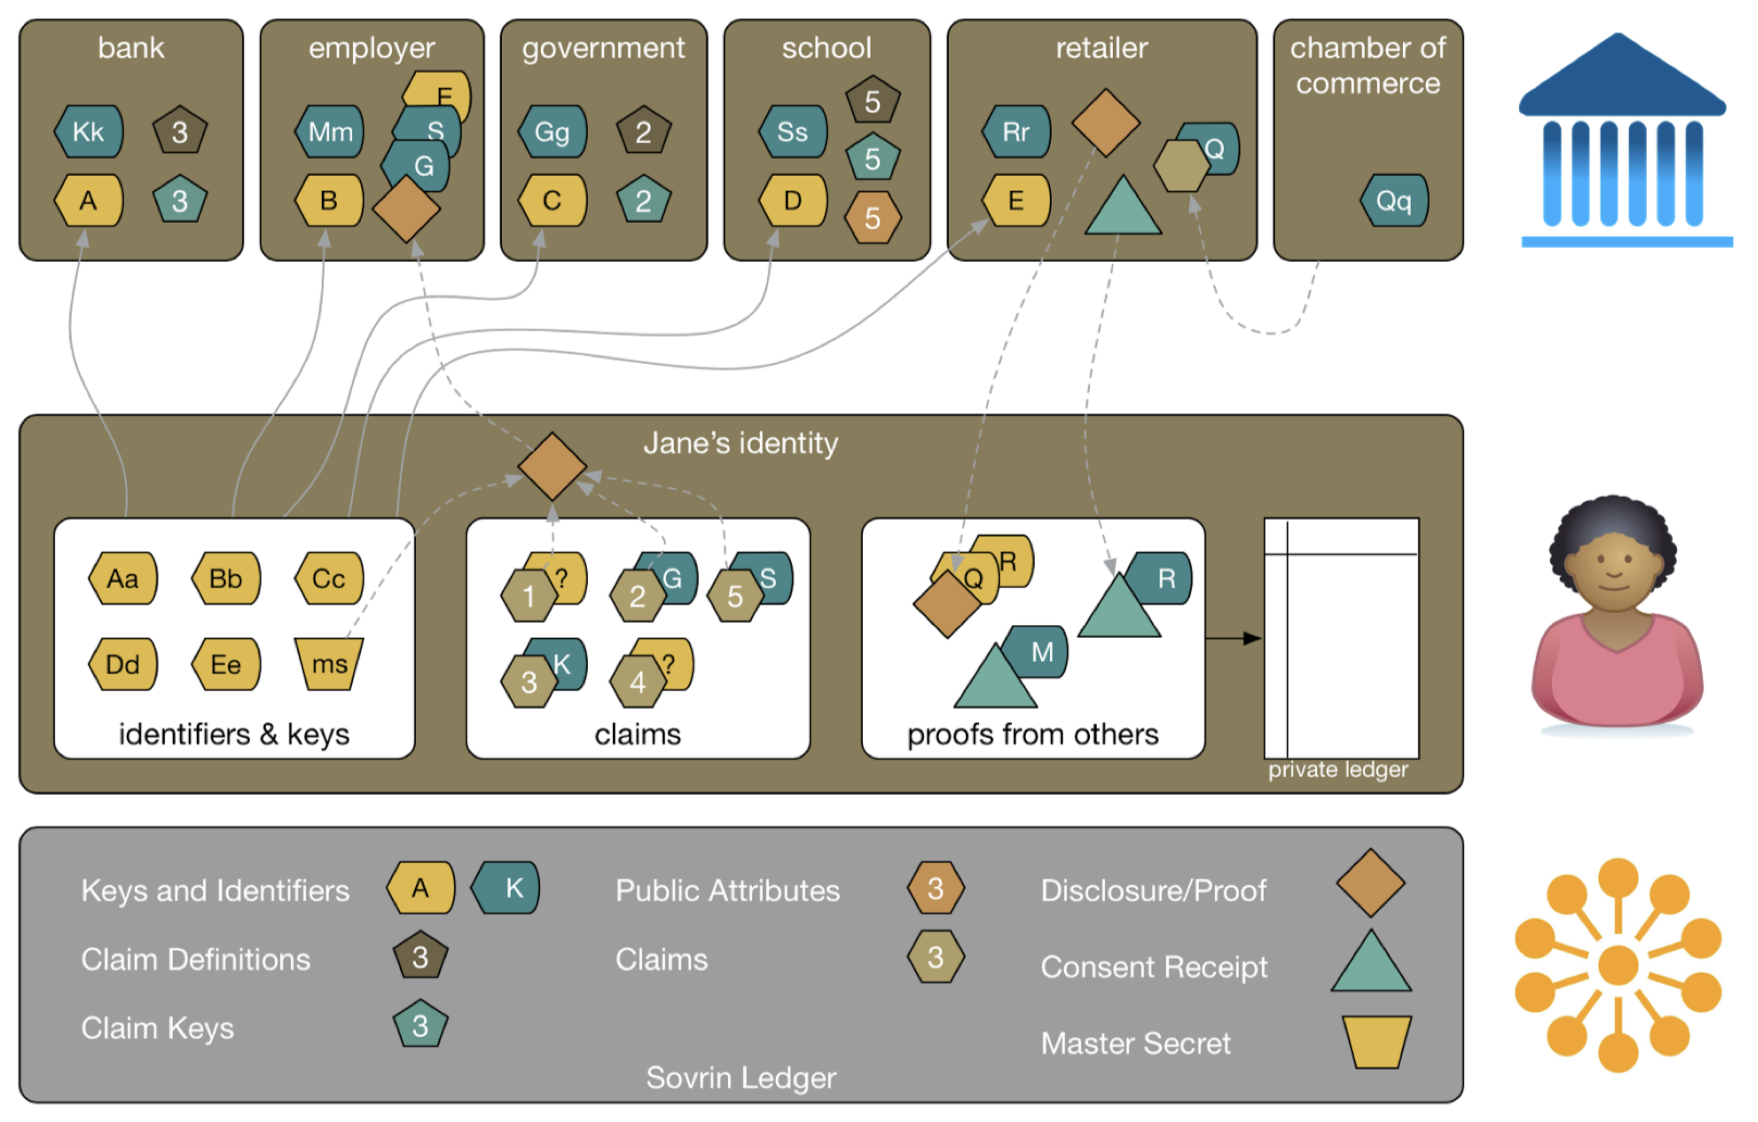 bank
employer
government
school
retailer
chamber of
commerce
Kk
3
A
3
Mm
S
G
B
Gg
2
C
2
Ss
5
5
D
5
Rr
Q
E
Qq
Jane's identity
Aa
Bb
Cc
Dd
Ee
ms
identifiers & keys
1
?
2
G
5
S
3
K
4
?
claims
Q
R
R
M
proofs from others
private ledger
Keys and Identifiers
A
K
Public Attributes
3
Disclosure/Proof
Claim Definitions
3
Claims
3
Consent Receipt
Claim Keys
3
Master Secret
Sovrin Ledger